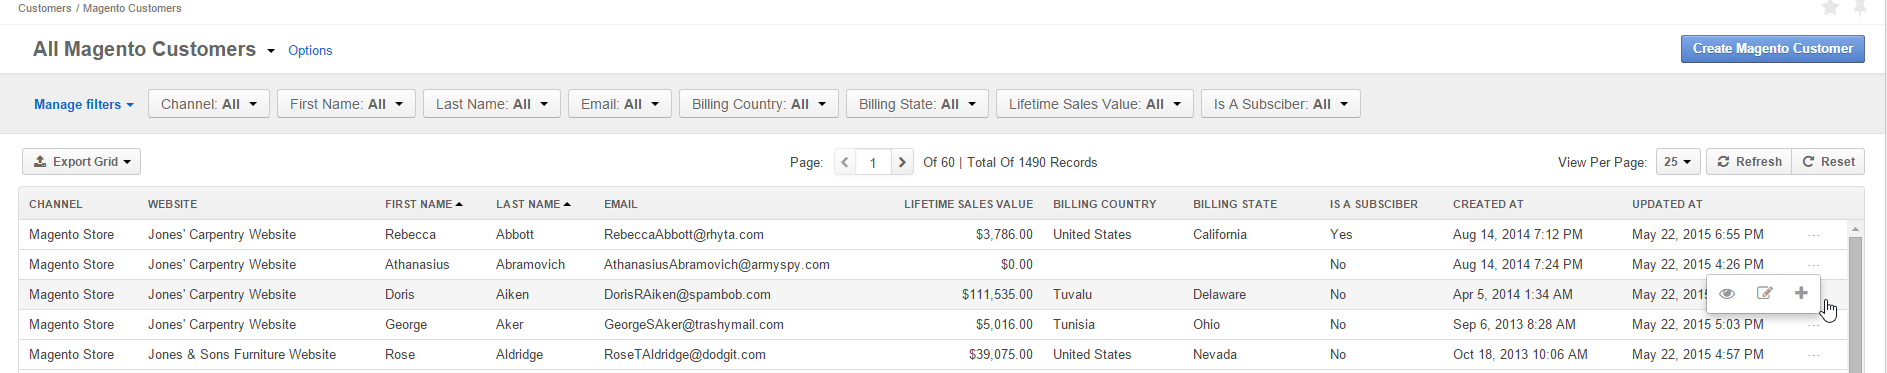 Customers / Magento Customers
All Magento Customers Options Create Magento Customer
Manage filters Channel: All First Name: All Last Name: All Email: All Billing Country: All Billing State: All Lifetime Sales Value: All Is A Subsciber: All
Export Grid Page: 1 Of 60 | Total Of 1490 Records View Per Page: 25 Refresh Reset
CHANNEL WEBSITE FIRST NAME LAST NAME EMAIL LIFETIME SALES VALUE BILLING COUNTRY BILLING STATE IS A SUBSCIBER CREATED AT UPDATED AT
Magento Store Jones' Carpentry Website Rebecca Abbott RebeccaAbbott@rhyta.com $3,786.00 United States California Yes Aug 14, 2014 7:12 PM May 22, 2015 6:55 PM ...
Magento Store Jones' Carpentry Website Athanasius Abramovich AthanasiusAbramovich@armyspy.com $0.00 No Aug 14, 2014 7:24 PM May 22, 2015 4:26 PM ...
Magento Store Jones' Carpentry Website Doris Aiken DorisRAiken@spambob.com $111,535.00 Tuvalu Delaware No Apr 5, 2014 1:34 AM May 22, 201
Magento Store Jones' Carpentry Website George Aker GeorgeSAker@trashymail.com $5,016.00 Tunisia Ohio No Sep 6, 2013 8:28 AM May 22, 2015 5:03 PM ...
Magento Store Jones & Sons Furniture Website Rose Aldridge RoseTAldridge@dodgit.com $39,075.00 United States Nevada No Oct 18, 2013 10:06 AM May 22, 2015 4:57 PM ...